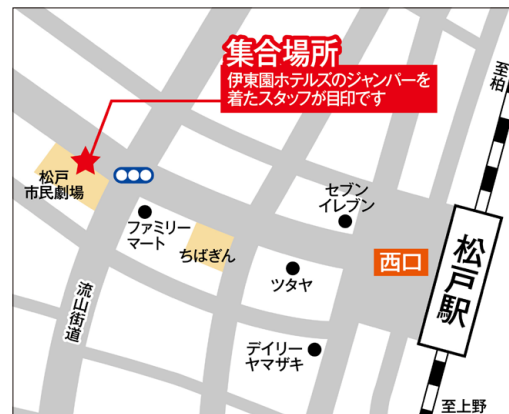 集合場所
伊東園ホテルズのジャンパーを
着たスタッフが目印です
至柏
松戸
市民劇場
セブン
イレブン
ファミリー
マート
ちばぎん
西口
松戸駅
ツタヤ
流山街道
デイリー
ヤマザキ
至上野